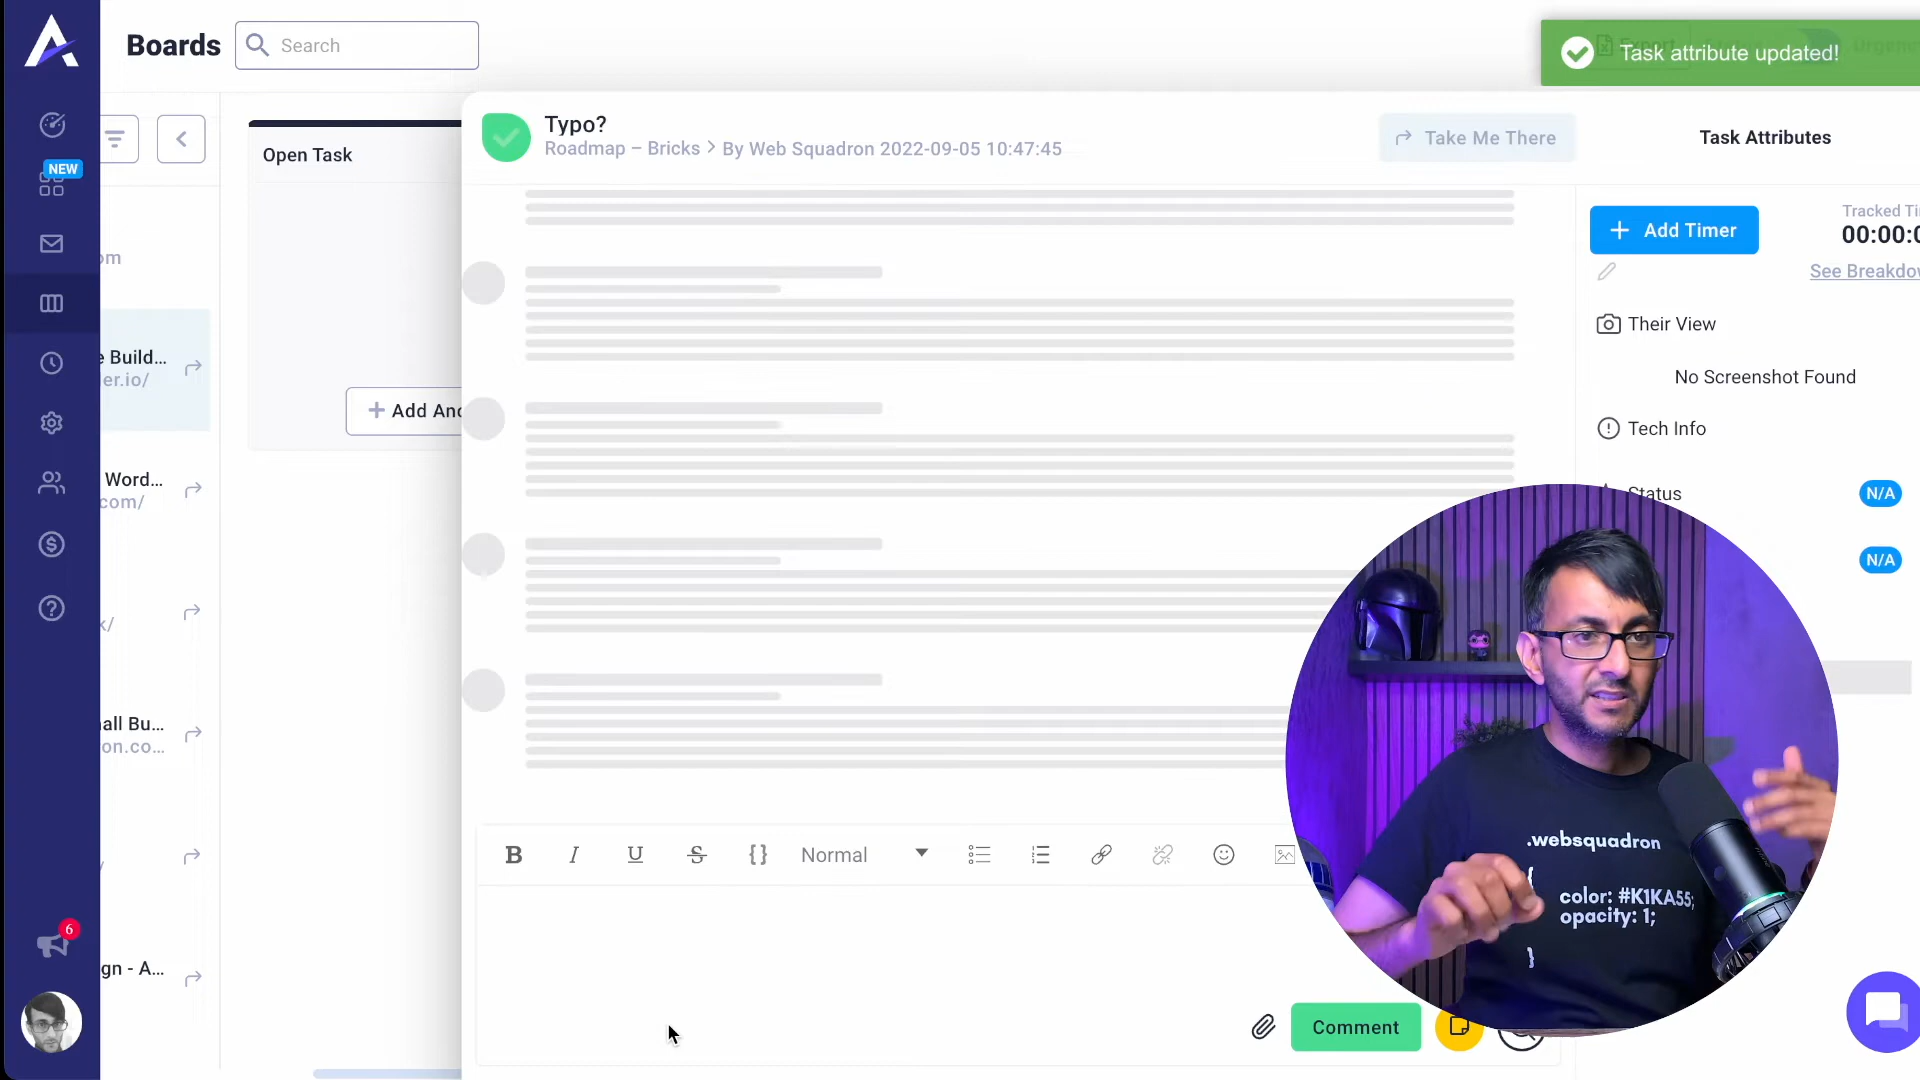 Boards
Search
Task attribute updated!
NEW
Open Task
Typo?
Roadmap – Bricks > By Web Squadron 2022-09-05 10:47:45
Take Me There
Task Attributes
Add Timer
Tracked Ti
00:00:0
See Breakdow
om
Their View
No Screenshot Found
e Build...
er.io/
Add Ano
Tech Info
Word...
com/
Status
N/A
N/A
x/
all Bu...
on.co...
B I U S {} Normal
.websquadron
{
color: #K1KA55;
opacity: 1;
}
6
gn - A...
Comment